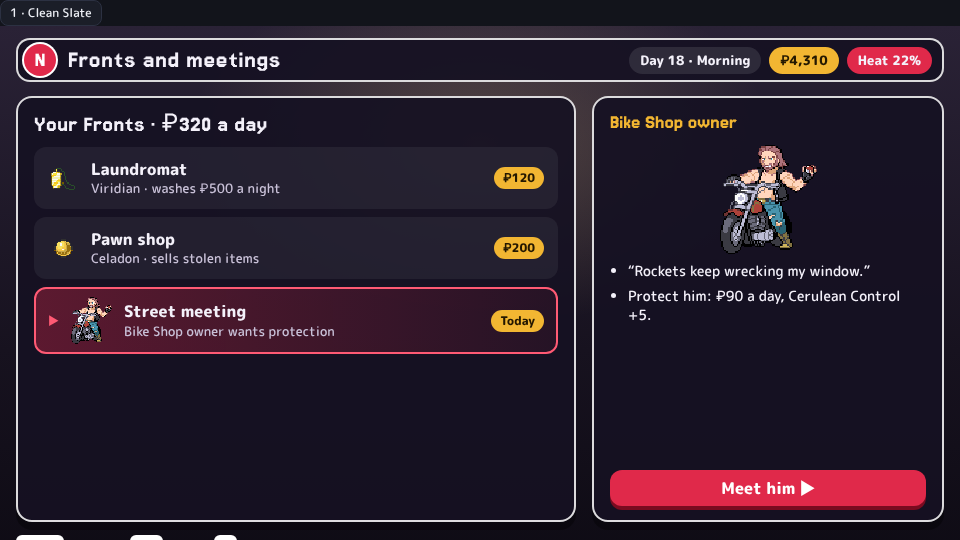 1 · Clean Slate
N
Fronts and meetings
Day 18 · Morning
₽4,310
Heat 22%
Your Fronts · ₽320 a day
Laundromat
Viridian · washes ₽500 a night
₽120
Pawn shop
Celadon · sells stolen items
₽200
Street meeting
Bike Shop owner wants protection
Today
Bike Shop owner
• “Rockets keep wrecking my window.”
• Protect him: ₽90 a day, Cerulean Control
+5.
Meet him ▶